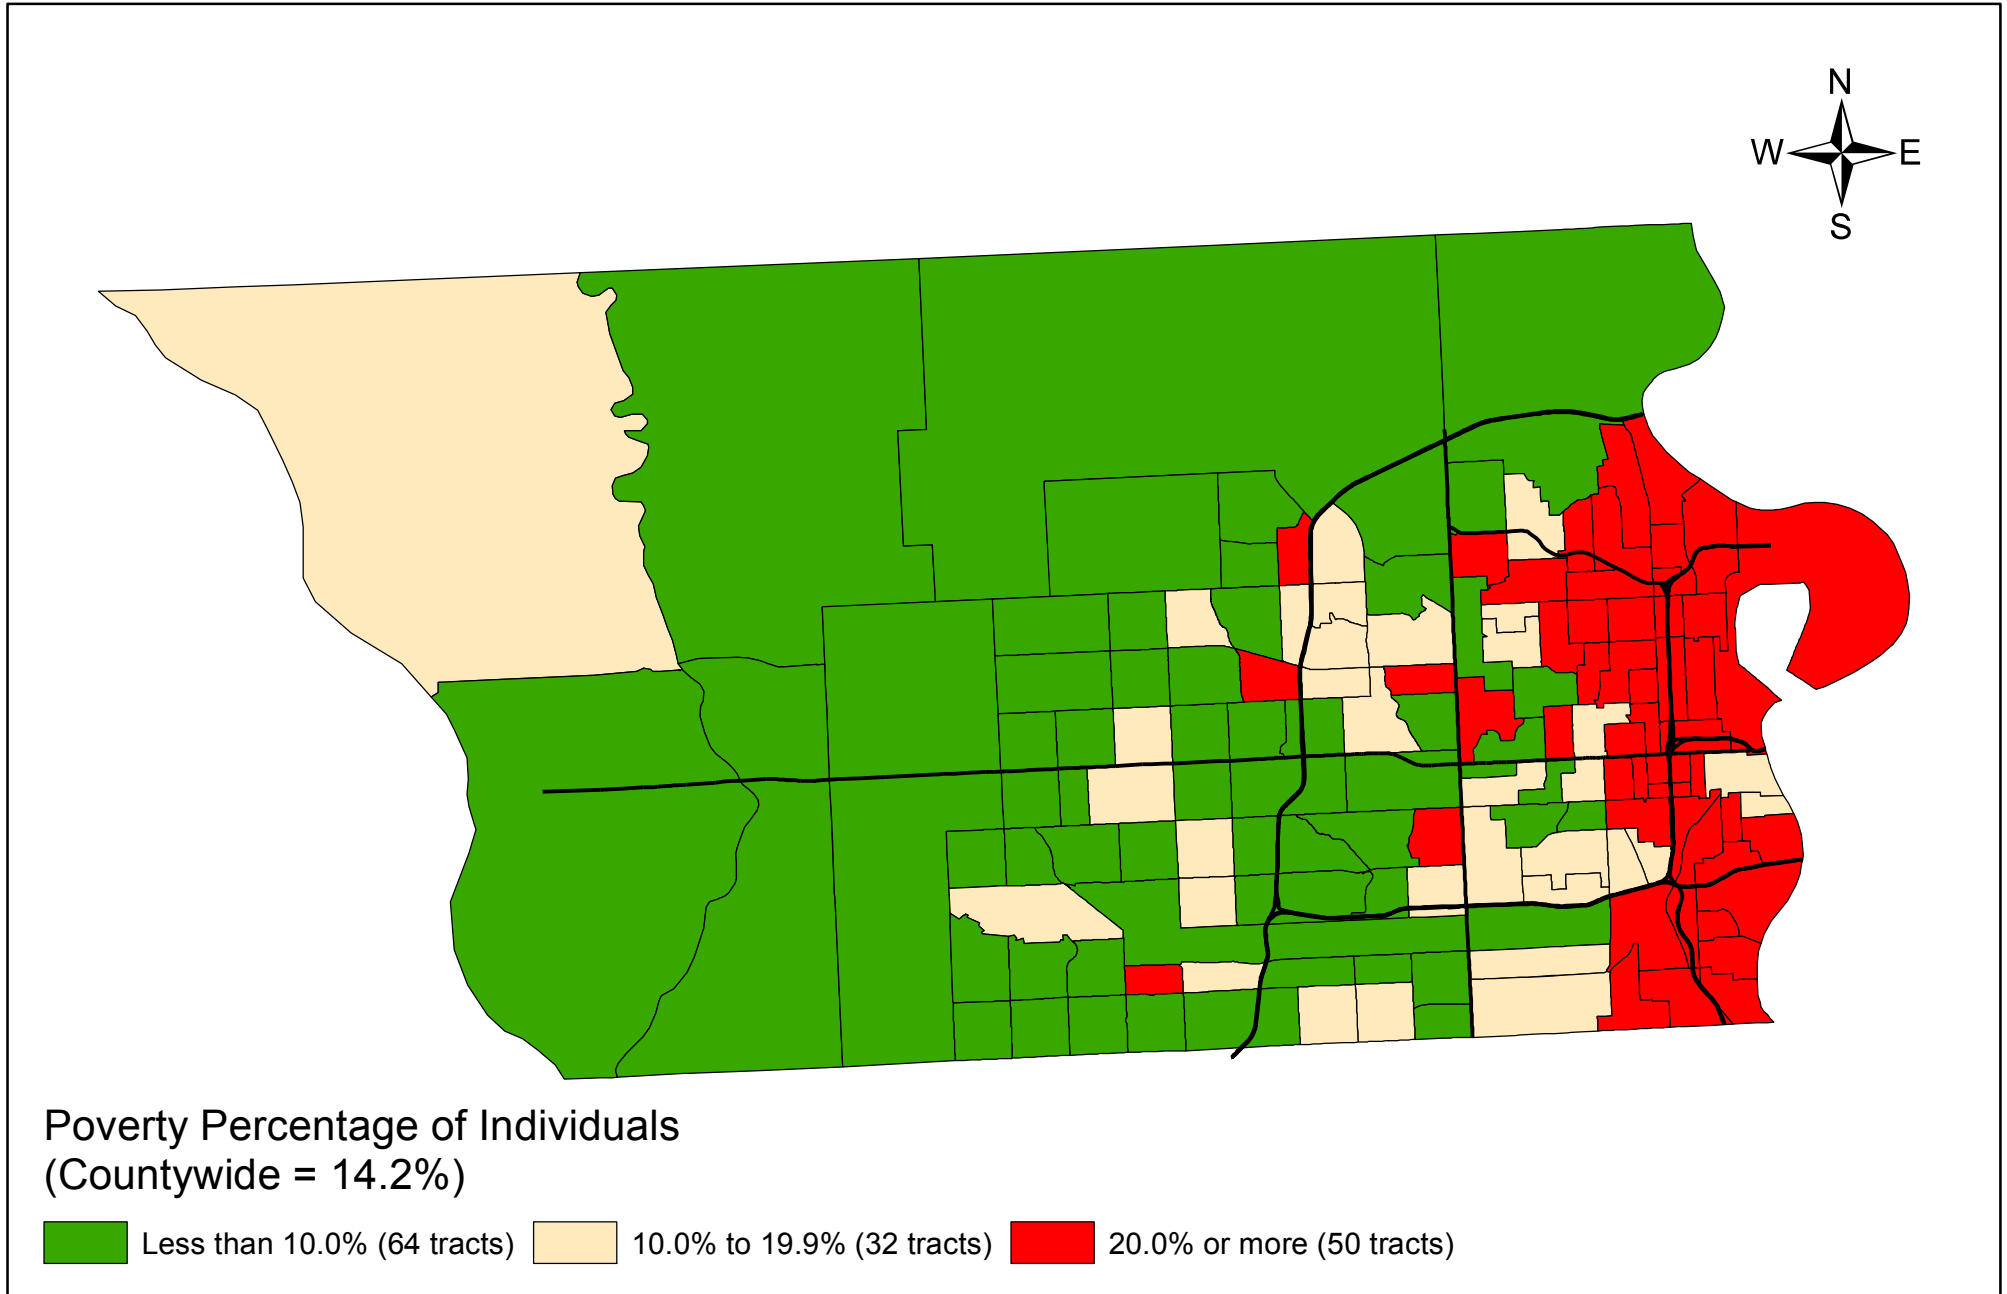 N
W E
S
Poverty Percentage of Individuals
(Countywide = 14.2%)
Less than 10.0% (64 tracts) 10.0% to 19.9% (32 tracts) 20.0% or more (50 tracts)